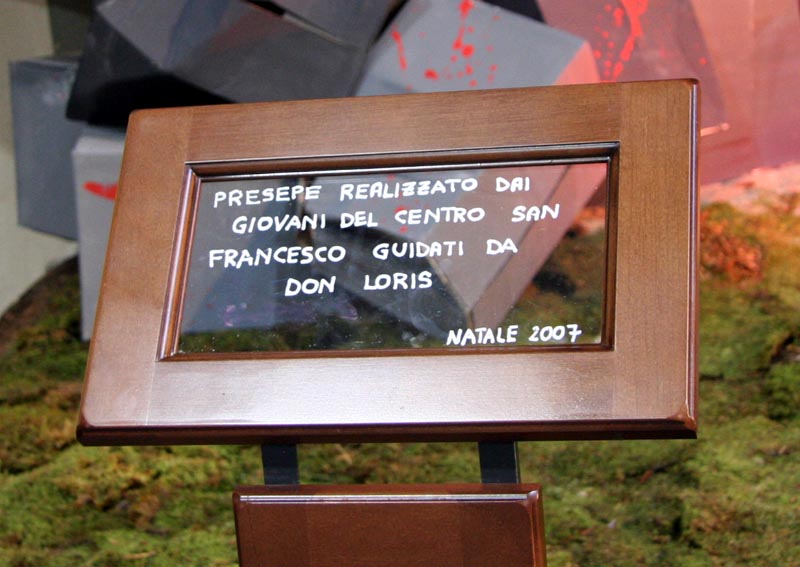 PRESEPE REALIZZATO DAI
GIOVANI DEL CENTRO SAN
FRANCESCO GUIDATI DA
DON LORIS
NATALE 2007